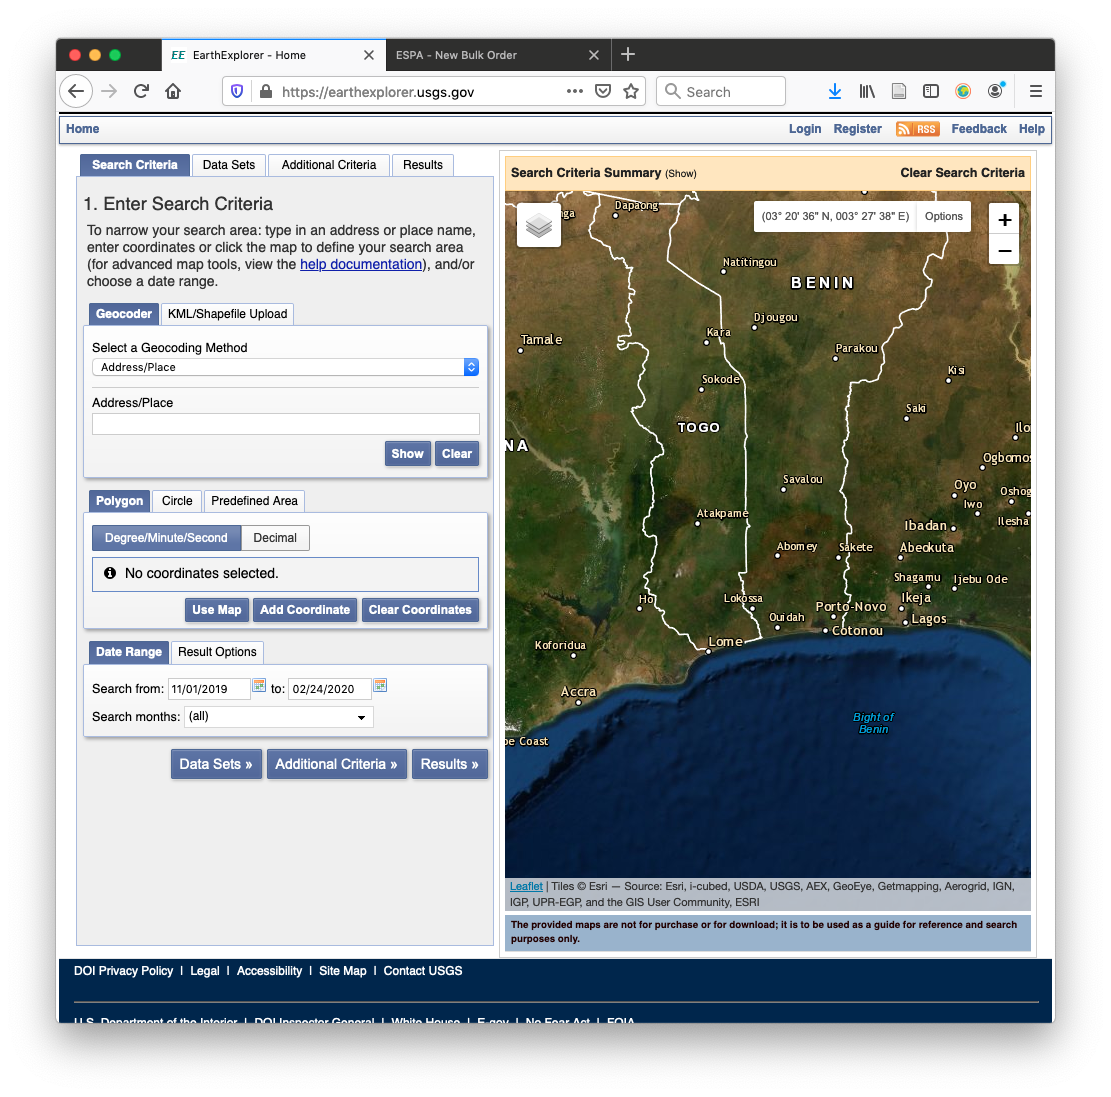 EE EarthExplorer - Home
ESPA - New Bulk Order
https://earthexplorer.usgs.gov
Search
Home
Login Register RSS Feedback Help
Search Criteria Data Sets Additional Criteria Results
1. Enter Search Criteria
To narrow your search area: type in an address or place name,
enter coordinates or click the map to define your search area
(for advanced map tools, view the help documentation), and/or
choose a date range.
Geocoder KML/Shapefile Upload
Select a Geocoding Method
Address/Place
Address/Place
Show Clear
Polygon Circle Predefined Area
Degree/Minute/Second Decimal
No coordinates selected.
Use Map Add Coordinate Clear Coordinates
Date Range Result Options
Search from: 11/01/2019 to: 02/24/2020
Search months: (all)
Data Sets » Additional Criteria » Results »
Search Criteria Summary (Show) Clear Search Criteria
(03° 20' 36" N, 003° 27' 38" E) Options
+
−
nga
Dapaong
Natitingou
BENIN
Djougou
Kara
Tamale
Parakou
Kisi
Sokode
Saki
TOGO
Ilo
NA
Ogbomos
Savalou
Oyo
Oshog
Iwo
Atakpame
Ilesha
Ibadan
Abomey
Sakete
Abeokuta
Shagamu
Ijebu Ode
Ho
Lokossa
Ikeja
Porto-Novo
Ouidah
Lagos
Cotonou
Koforidua
Lome
Accra
Bight of
Benin
pe Coast
Leaflet | Tiles © Esri — Source: Esri, i-cubed, USDA, USGS, AEX, GeoEye, Getmapping, Aerogrid, IGN,
IGP, UPR-EGP, and the GIS User Community, ESRI
The provided maps are not for purchase or for download; it is to be used as a guide for reference and search
purposes only.
DOI Privacy Policy | Legal | Accessibility | Site Map | Contact USGS
U.S. Department of the Interior | DOI Inspector General | White House | E-gov | No Fear Act | FOIA